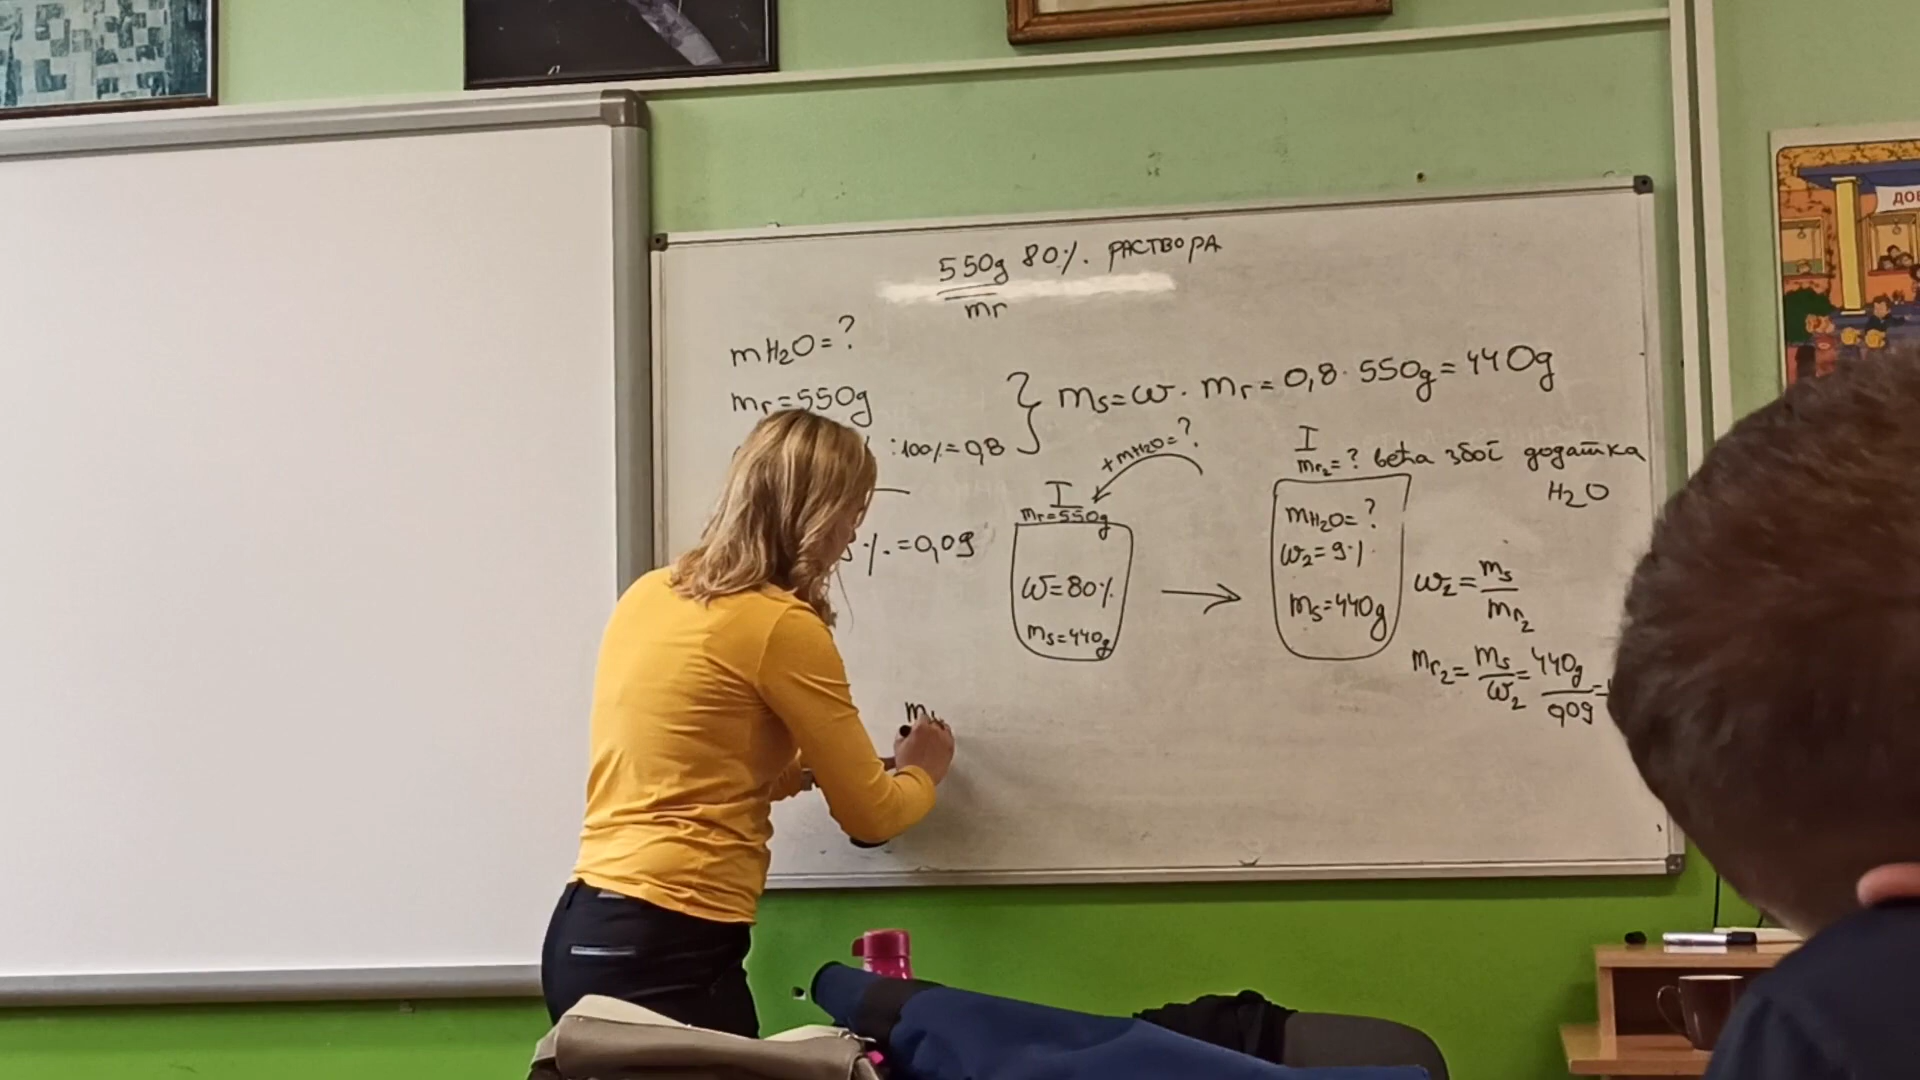 550g 80%. РАСТВОРА
mr
mH₂O=?
mr=550g
:100%=0,8
} ms=ω· mr=0,8· 550g=440g
%.=0,09
+mH₂O=?
I
mr=550g
ω=80%
ms=440g
I
mr₂=? већа због додатка
H₂O
mH₂O=?
ω₂=9%
ms=440g
ω₂=ms/mr₂
mr₂=ms/ω₂=440g/0,09=
ДОБ